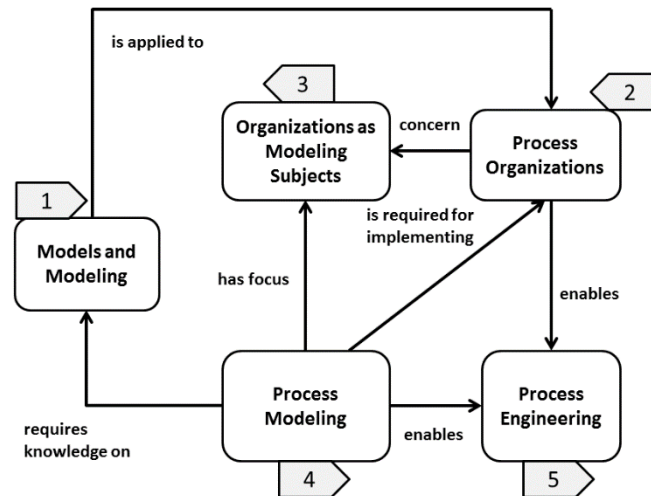 is applied to
3
2
Organizations as
Modeling
Subjects
concern
Process
Organizations
1
is required for
implementing
Models and
Modeling
has focus
enables
Process
Modeling
Process
Engineering
requires
knowledge on
enables
4
5